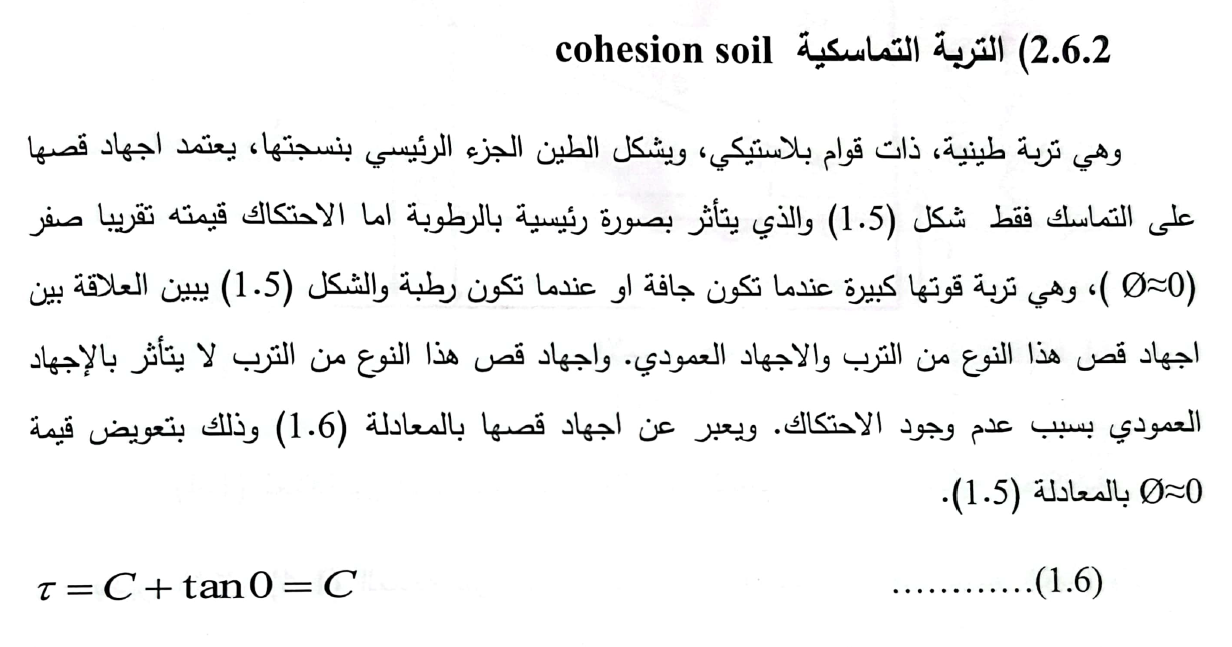 2.6.2) التربة التماسكية cohesion soil
وهي تربة طينية، ذات قوام بلاستيكي، ويشكل الطين الجزء الرئيسي بنسجتها، يعتمد اجهاد قصها
على التماسك فقط شكل (1.5) والذي يتأثر بصورة رئيسية بالرطوبة اما الاحتكاك قيمته تقريبا صفر
(Ø≈0 )، وهي تربة قوتها كبيرة عندما تكون جافة او عندما تكون رطبة والشكل (1.5) يبين العلاقة بين
اجهاد قص هذا النوع من الترب والاجهاد العمودي. واجهاد قص هذا النوع من الترب لا يتأثر بالإجهاد
العمودي بسبب عدم وجود الاحتكاك. ويعبر عن اجهاد قصها بالمعادلة (1.6) وذلك بتعويض قيمة
Ø≈0 بالمعادلة (1.5).
τ = C + tan 0 = C ............(1.6)